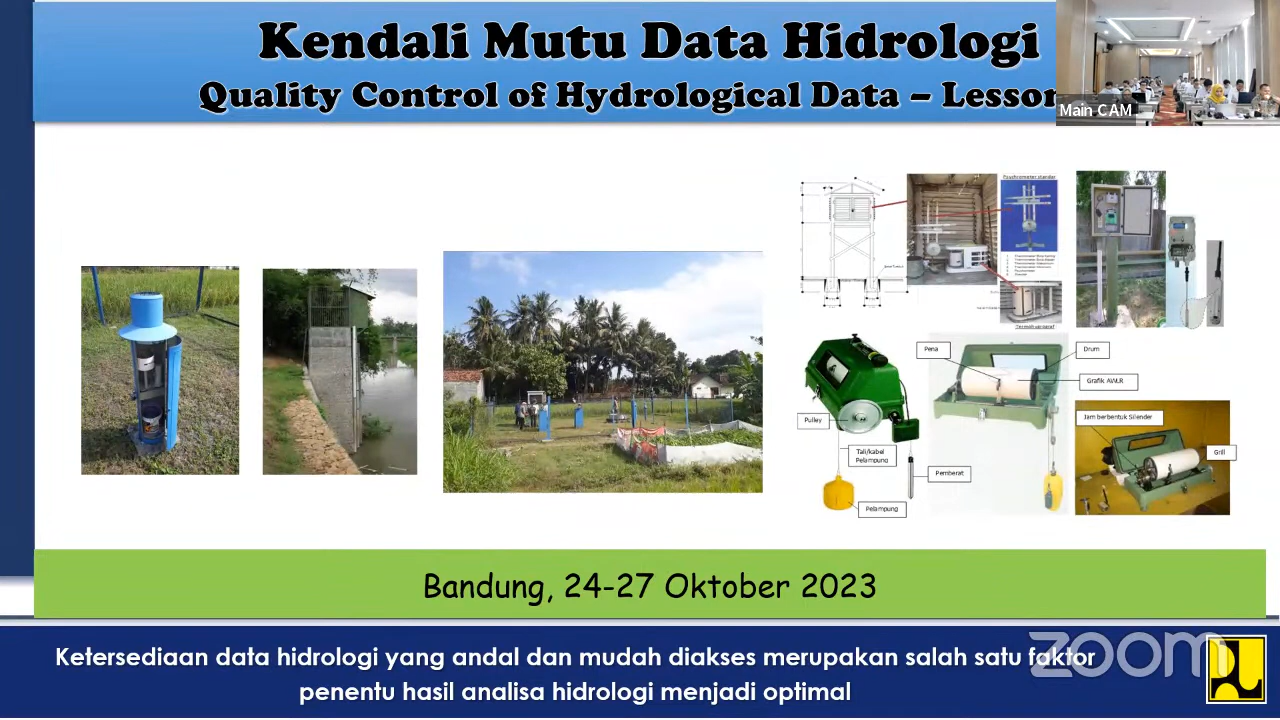 Kendali Mutu Data Hidrologi
Quality Control of Hydrological Data – Lesson
Main CAM
Psychrometer standar
Pena
Drum
Grafik AWLR
Pulley
Tali/kabel
Pelampung
Pemberat
Pelampung
Jam berbentuk Silender
Grill
Bandung, 24-27 Oktober 2023
Ketersediaan data hidrologi yang andal dan mudah diakses merupakan salah satu faktor
penentu hasil analisa hidrologi menjadi optimal
zoom